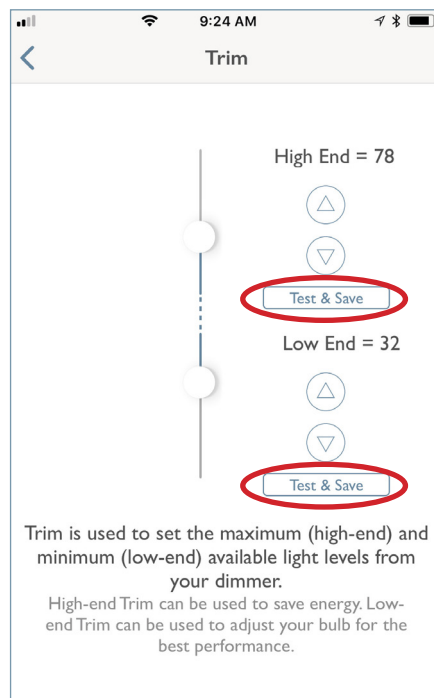 9:24 AM
Trim
High End = 78
Test & Save
Low End = 32
Test & Save
Trim is used to set the maximum (high-end) and
minimum (low-end) available light levels from
your dimmer.
High-end Trim can be used to save energy. Low-
end Trim can be used to adjust your bulb for the
best performance.